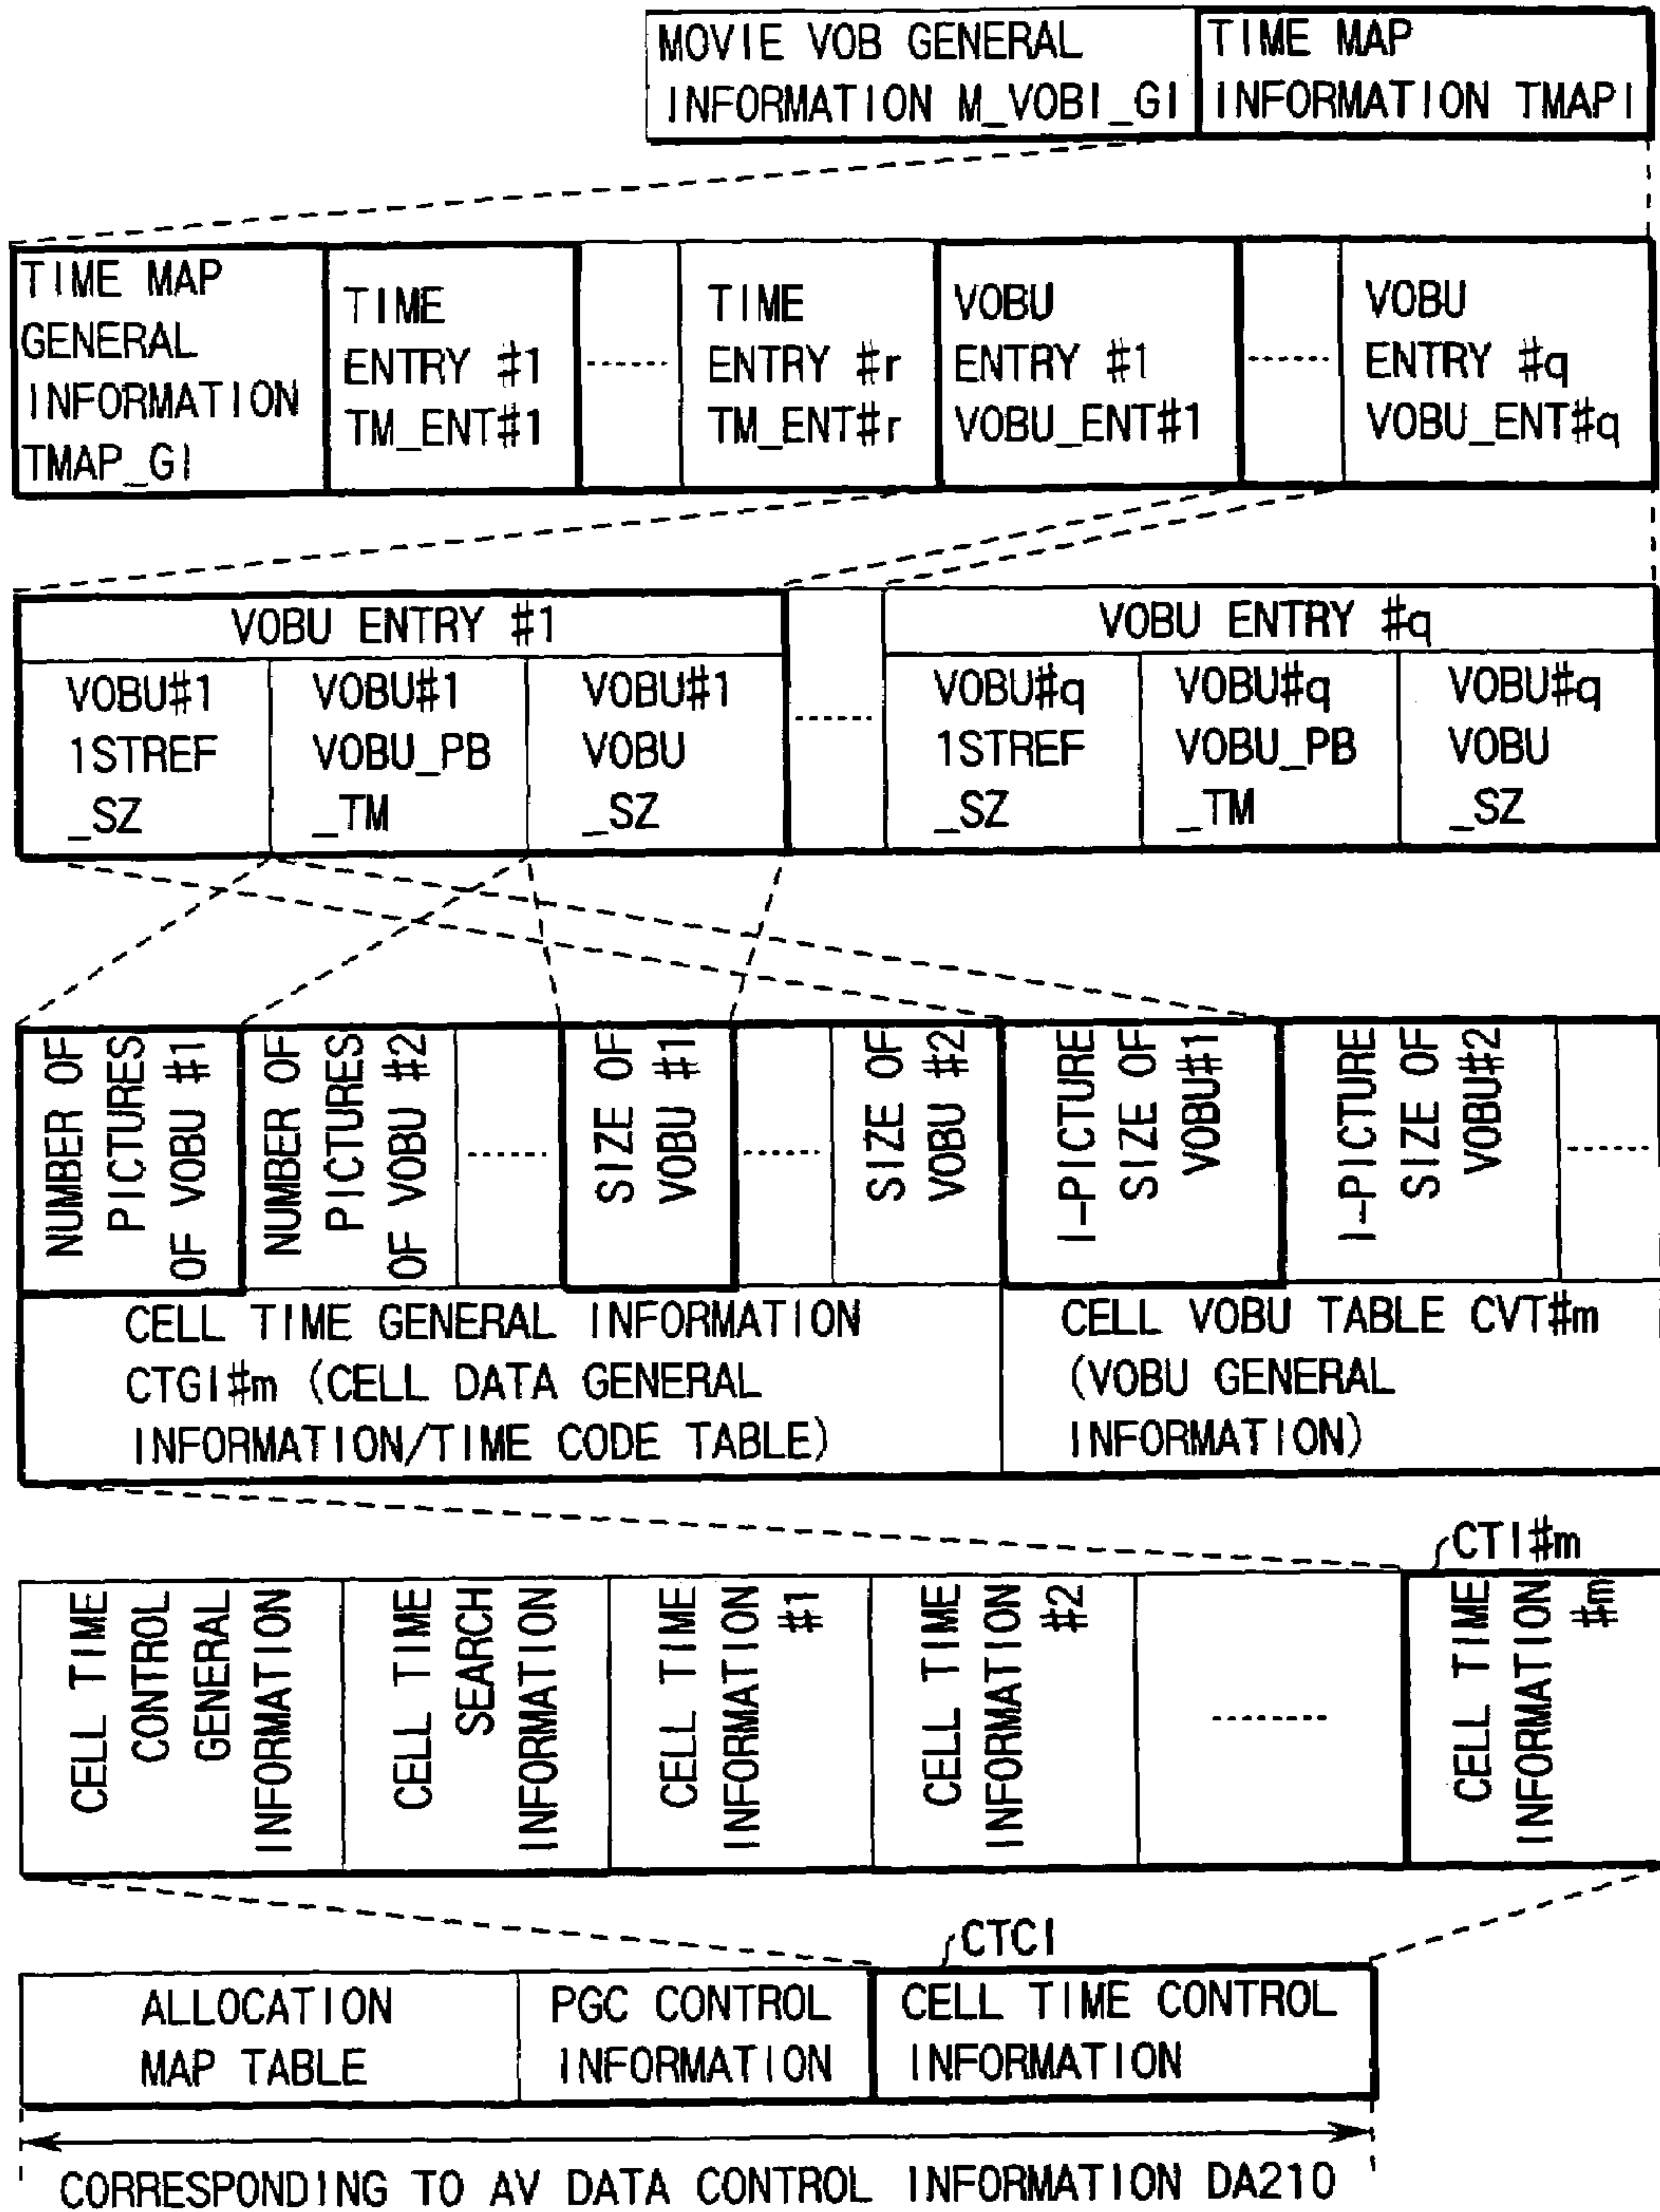 MOVIE VOB GENERAL
INFORMATION M_VOBI_GI
TIME MAP
INFORMATION TMAPI
TIME MAP
GENERAL
INFORMATION
TMAP_GI
TIME
ENTRY #1
TM_ENT#1
TIME
ENTRY #r
TM_ENT#r
VOBU
ENTRY #1
VOBU_ENT#1
VOBU
ENTRY #q
VOBU_ENT#q
VOBU ENTRY #1
VOBU ENTRY #q
VOBU#1
1STREF
_SZ
VOBU#1
VOBU_PB
_TM
VOBU#1
VOBU
_SZ
VOBU#q
1STREF
_SZ
VOBU#q
VOBU_PB
_TM
VOBU#q
VOBU
_SZ
NUMBER OF
PICTURES
OF VOBU #1
NUMBER OF
PICTURES
OF VOBU #2
SIZE OF
VOBU #1
SIZE OF
VOBU #2
I-PICTURE
SIZE OF
VOBU#1
I-PICTURE
SIZE OF
VOBU#2
CELL TIME GENERAL INFORMATION
CTGI#m (CELL DATA GENERAL
INFORMATION/TIME CODE TABLE)
CELL VOBU TABLE CVT#m
(VOBU GENERAL
INFORMATION)
CTI#m
CELL TIME
CONTROL
GENERAL
INFORMATION
CELL TIME
SEARCH
INFORMATION
CELL TIME
INFORMATION
#1
CELL TIME
INFORMATION
#2
CELL TIME
INFORMATION
#m
CTCI
ALLOCATION
MAP TABLE
PGC CONTROL
INFORMATION
CELL TIME CONTROL
INFORMATION
CORRESPONDING TO AV DATA CONTROL INFORMATION DA210